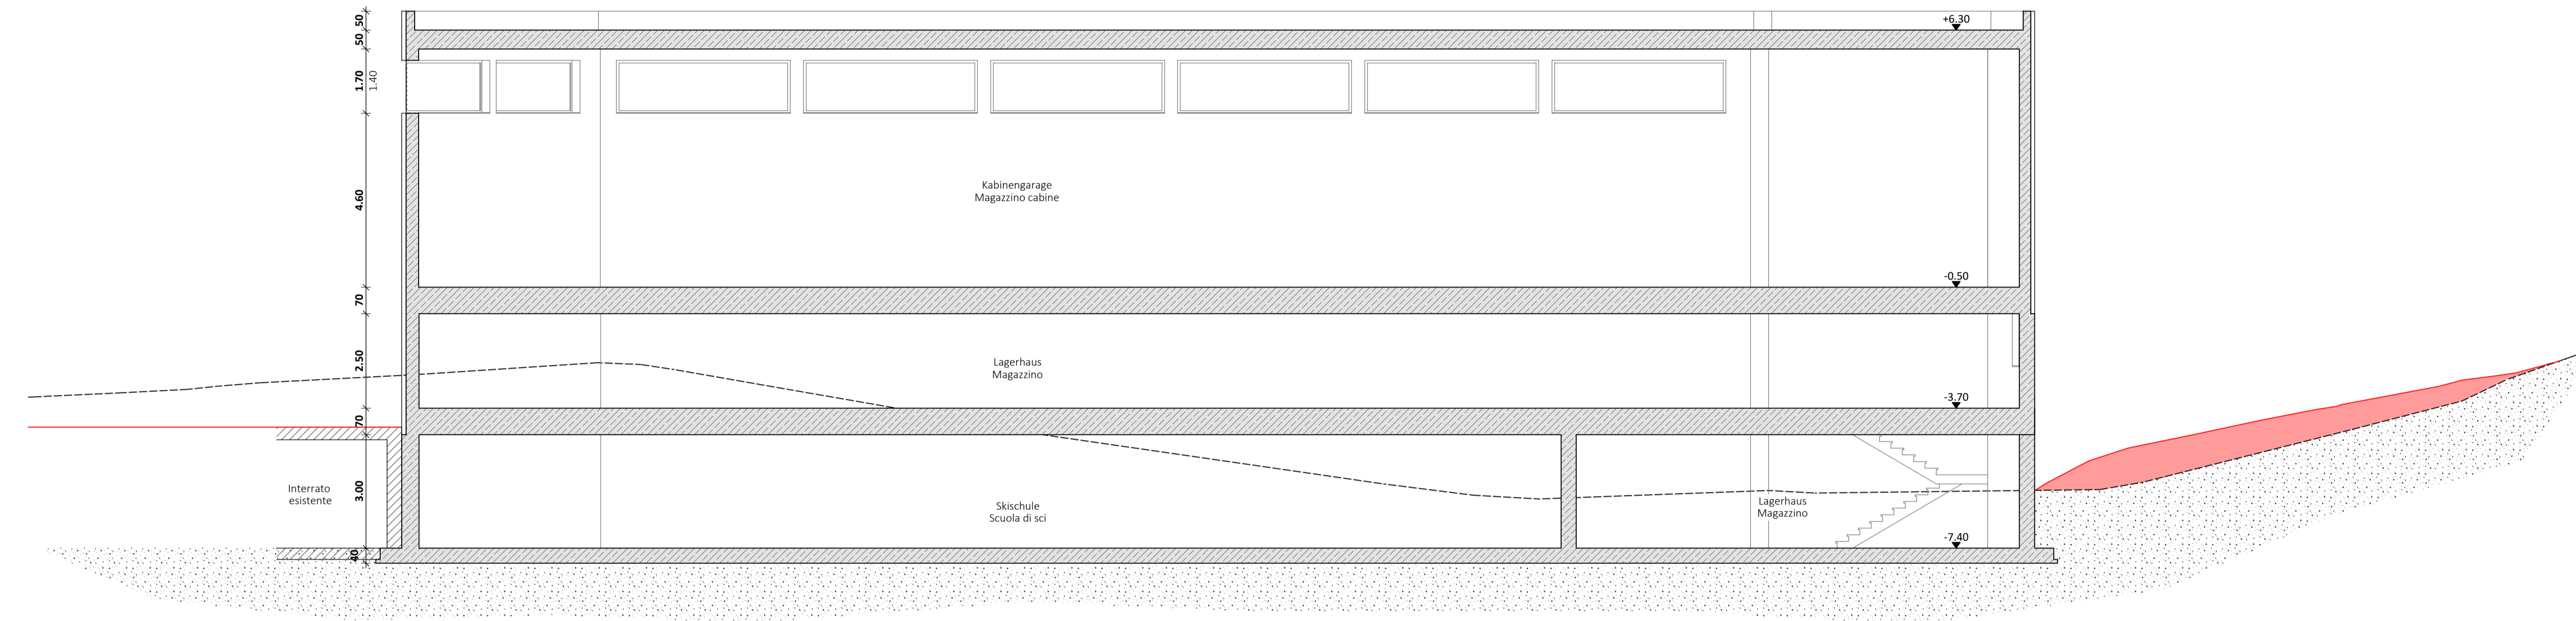 50
50
1.70
1.40
4.60
70
2.50
70
3.00
40
+6.30
Kabinengarage
Magazzino cabine
-0.50
Lagerhaus
Magazzino
-3.70
Interrato
esistente
Skischule
Scuola di sci
Lagerhaus
Magazzino
-7.40